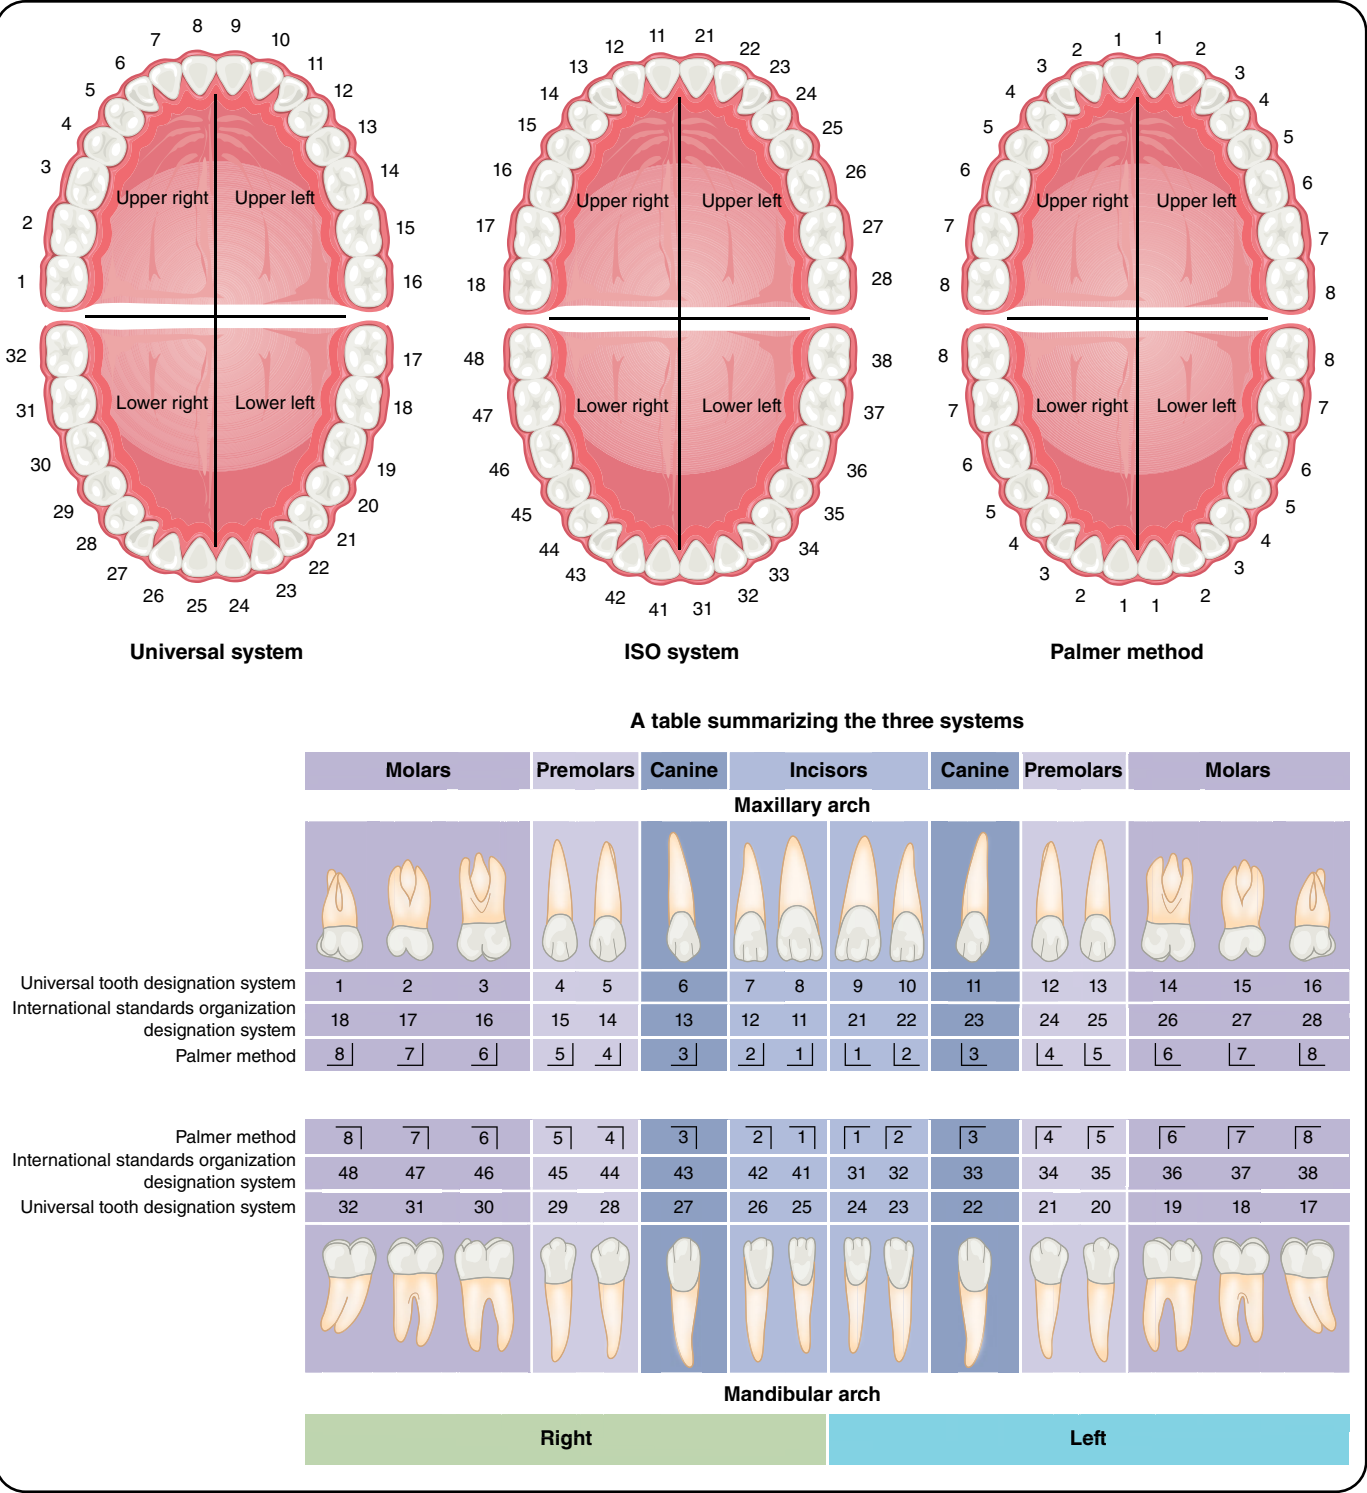 8 9
7 10
6 11
5 12
4 13
3 14
2 15
1 16
Upper right Upper left
32 17
31 18
30 19
29 20
28 21
27 22
26 23
25 24
Lower right Lower left
Universal system
11 21
12 22
13 23
14 24
15 25
16 26
17 27
18 28
Upper right Upper left
48 38
47 37
46 36
45 35
44 34
43 33
42 32
41 31
Lower right Lower left
ISO system
1 1
2 2
3 3
4 4
5 5
6 6
7 7
8 8
Upper right Upper left
8 8
7 7
6 6
5 5
4 4
3 3
2 2
1 1
Lower right Lower left
Palmer method
A table summarizing the three systems
Molars Premolars Canine Incisors Canine Premolars Molars
Maxillary arch
Universal tooth designation system 1 2 3 4 5 6 7 8 9 10 11 12 13 14 15 16
International standards organization
designation system 18 17 16 15 14 13 12 11 21 22 23 24 25 26 27 28
Palmer method 8 7 6 5 4 3 2 1 1 2 3 4 5 6 7 8
Palmer method 8 7 6 5 4 3 2 1 1 2 3 4 5 6 7 8
International standards organization
designation system 48 47 46 45 44 43 42 41 31 32 33 34 35 36 37 38
Universal tooth designation system 32 31 30 29 28 27 26 25 24 23 22 21 20 19 18 17
Mandibular arch
Right Left